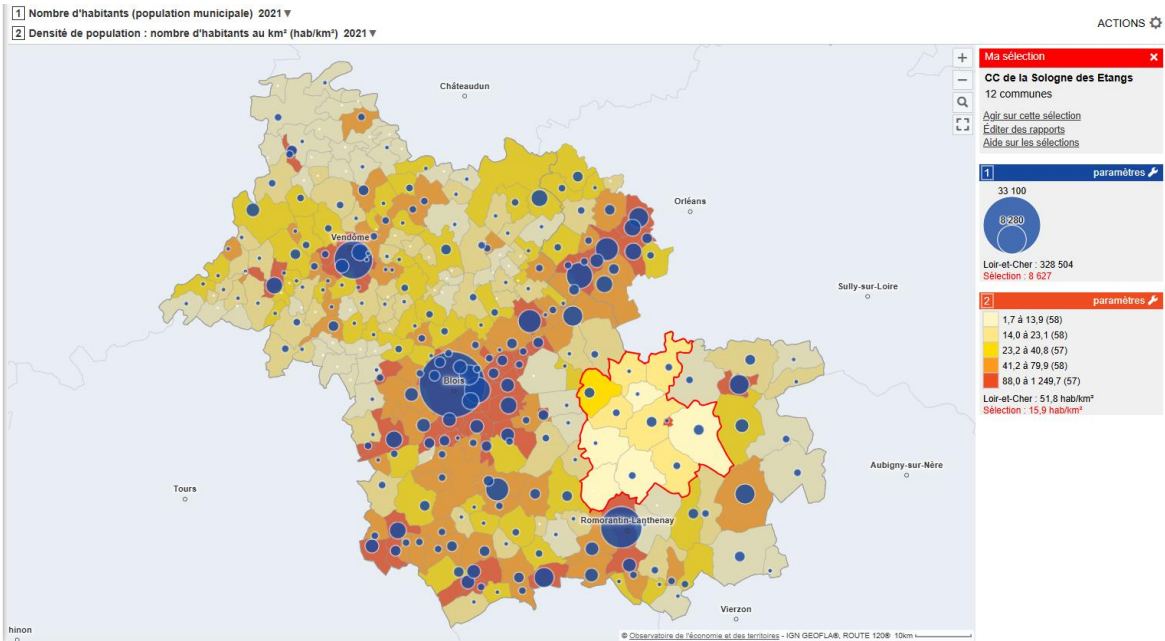 1 Nombre d'habitants (population municipale) 2021 ▼
2 Densité de population : nombre d'habitants au km² (hab/km²) 2021 ▼
ACTIONS
Châteaudun
Orléans
Vendôme
Sully-sur-Loire
Blois
Aubigny-sur-Nère
Tours
Romorantin-Lanthenay
Vierzon
hinon
© Observatoire de l'économie et des territoires - IGN GEOFLA®, ROUTE 120® 10km
+
−
Ma sélection ×
CC de la Sologne des Etangs
12 communes
Agir sur cette sélection
Éditer des rapports
Aide sur les sélections
1 paramètres
33 100
8 280
Loir-et-Cher : 328 504
Sélection : 8 627
2 paramètres
1,7 à 13,9 (58)
14,0 à 23,1 (58)
23,2 à 40,8 (57)
41,2 à 79,9 (58)
88,0 à 1 249,7 (57)
Loir-et-Cher : 51,8 hab/km²
Sélection : 15,9 hab/km²